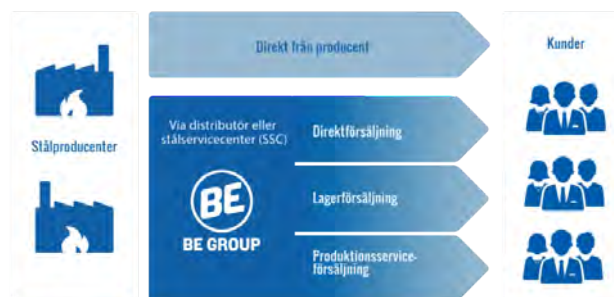 Direkt från producent
Kunder
Stålproducenter
Via distributör eller
stålservicecenter (SSC)
BE
BE GROUP
Direktförsäljning
Lagerförsäljning
Produktionsservice-
försäljning